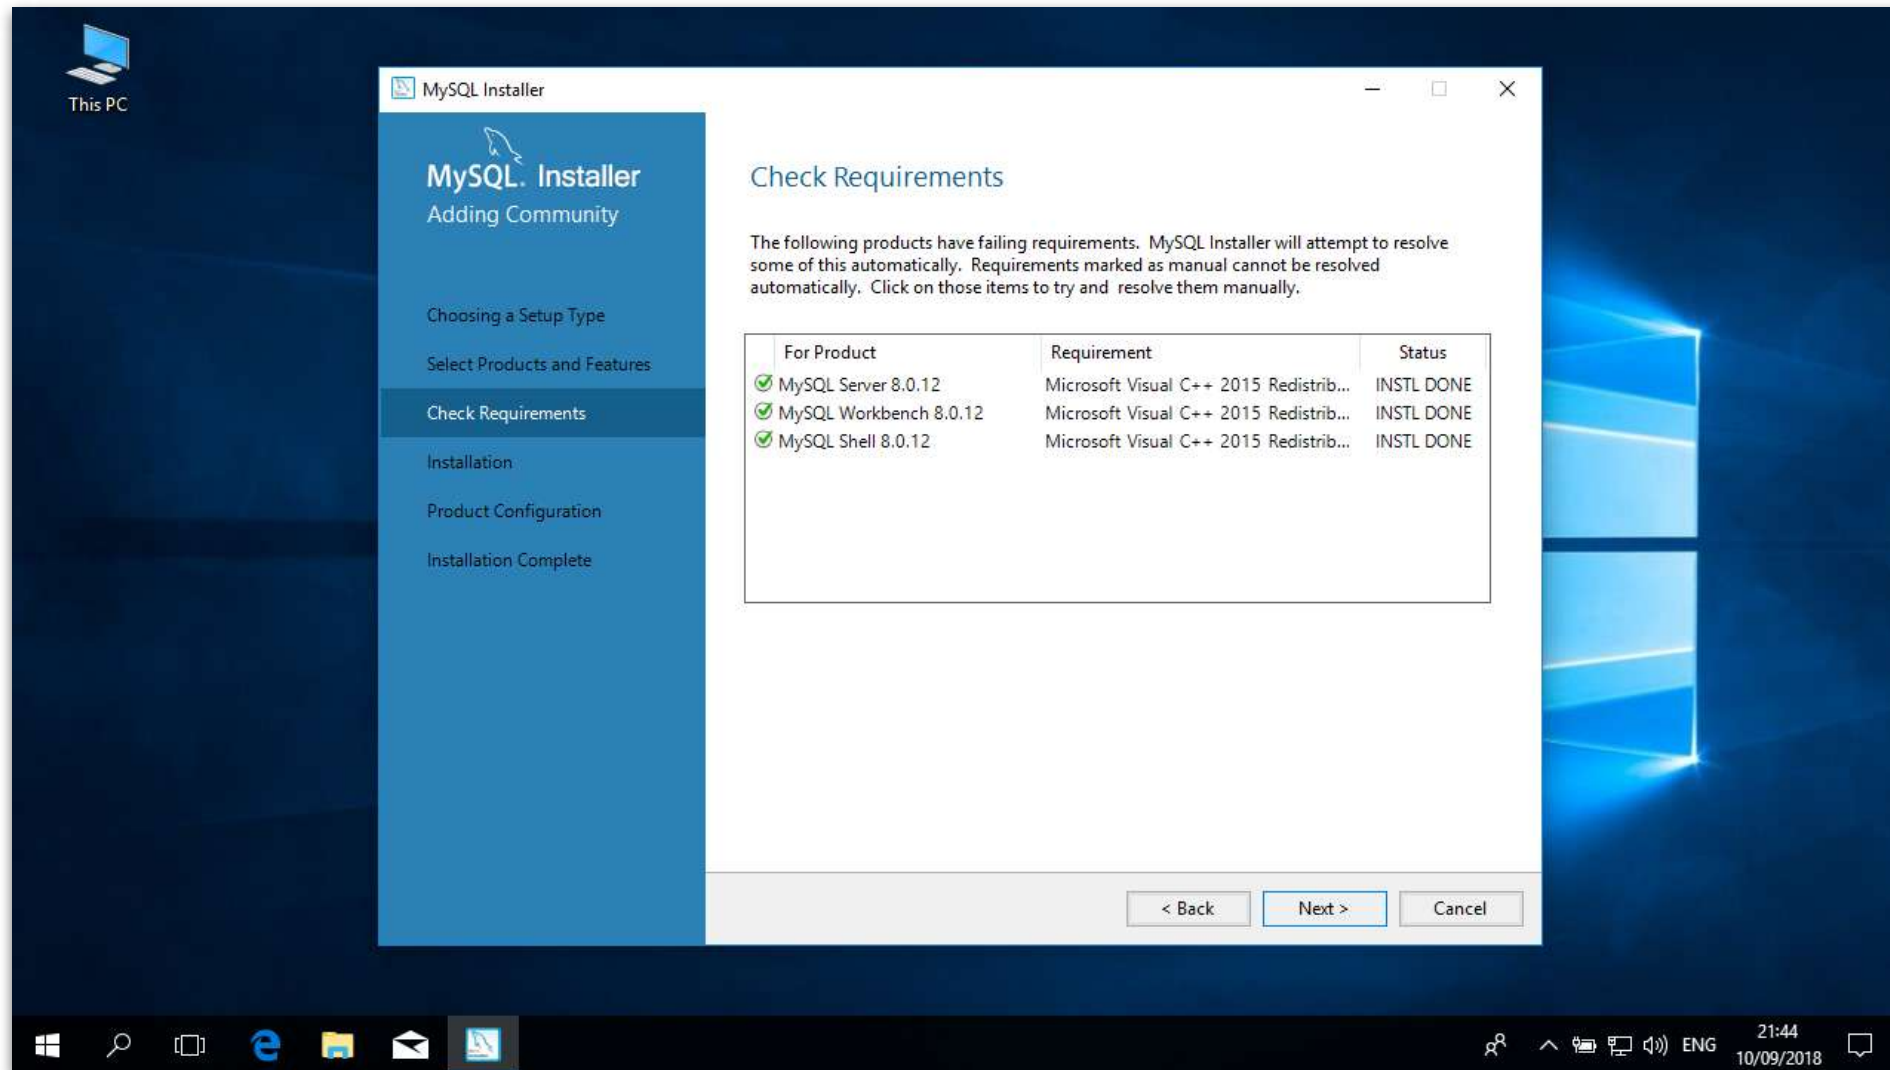 This PC
MySQL Installer
MySQL. Installer
Adding Community
Choosing a Setup Type
Select Products and Features
Check Requirements
Installation
Product Configuration
Installation Complete
Check Requirements
The following products have failing requirements.  MySQL Installer will attempt to resolve
some of this automatically.  Requirements marked as manual cannot be resolved
automatically.  Click on those items to try and  resolve them manually.
For Product Requirement Status
MySQL Server 8.0.12 Microsoft Visual C++ 2015 Redistrib... INSTL DONE
MySQL Workbench 8.0.12 Microsoft Visual C++ 2015 Redistrib... INSTL DONE
MySQL Shell 8.0.12 Microsoft Visual C++ 2015 Redistrib... INSTL DONE
< Back Next > Cancel
ENG
21:44
10/09/2018